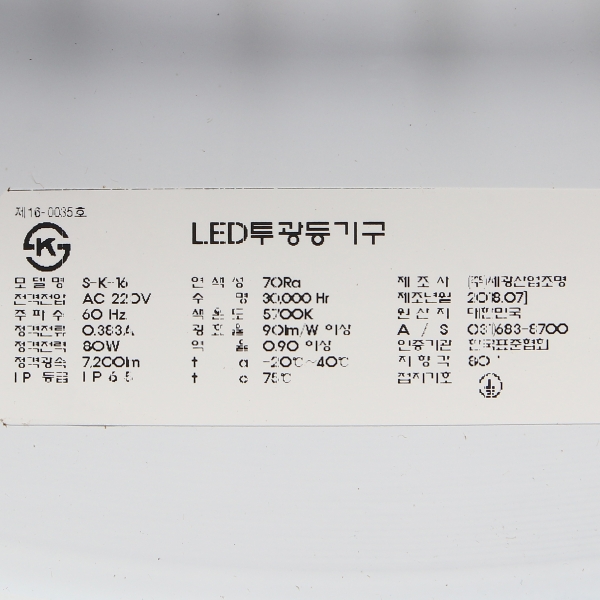 제16-0035호
LED투광등기구
모델명 S-K-16 연색성 70Ra 제조사 (주)세광산업조명
정격전압 AC 220V 수명 30,000 Hr 제조년월 2018.07]
주파수 60 Hz 색온도 5700K 원산지 대한민국
정격전류 0.383A 광효율 90lm/W 이상 A/S 031)683-8700
정격전력 80W 역율 0.90 이상 인증기관 한국표준협회
정격광속 7,200lm ta -20℃~40℃ 지향각 80°
IP 등급 IP 65 tc 75℃ 접지기호